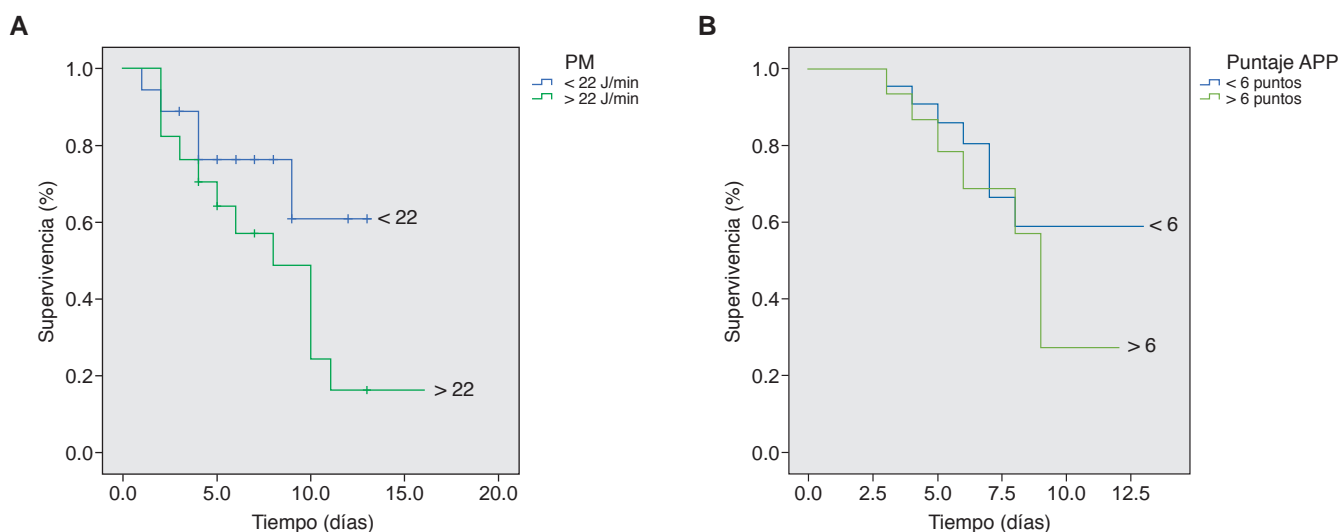 A
PM
< 22 J/min
> 22 J/min
Supervivencia (%)
1.0
0.8
0.6
0.4
0.2
0.0
< 22
> 22
0.0 5.0 10.0 15.0 20.0
Tiempo (días)
B
Puntaje APP
< 6 puntos
> 6 puntos
Supervivencia (%)
1.0
0.8
0.6
0.4
0.2
0.0
< 6
> 6
0.0 2.5 5.0 7.5 10.0 12.5
Tiempo (días)